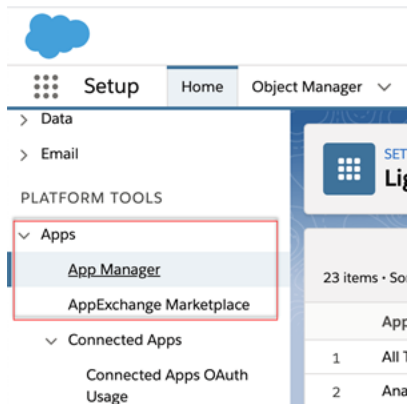 Setup Home Object Manager
Data
SET
Email
Li
PLATFORM TOOLS
Apps
App Manager
23 items • So
AppExchange Marketplace
App
Connected Apps
1 All T
Connected Apps OAuth
2 Ana
Usage